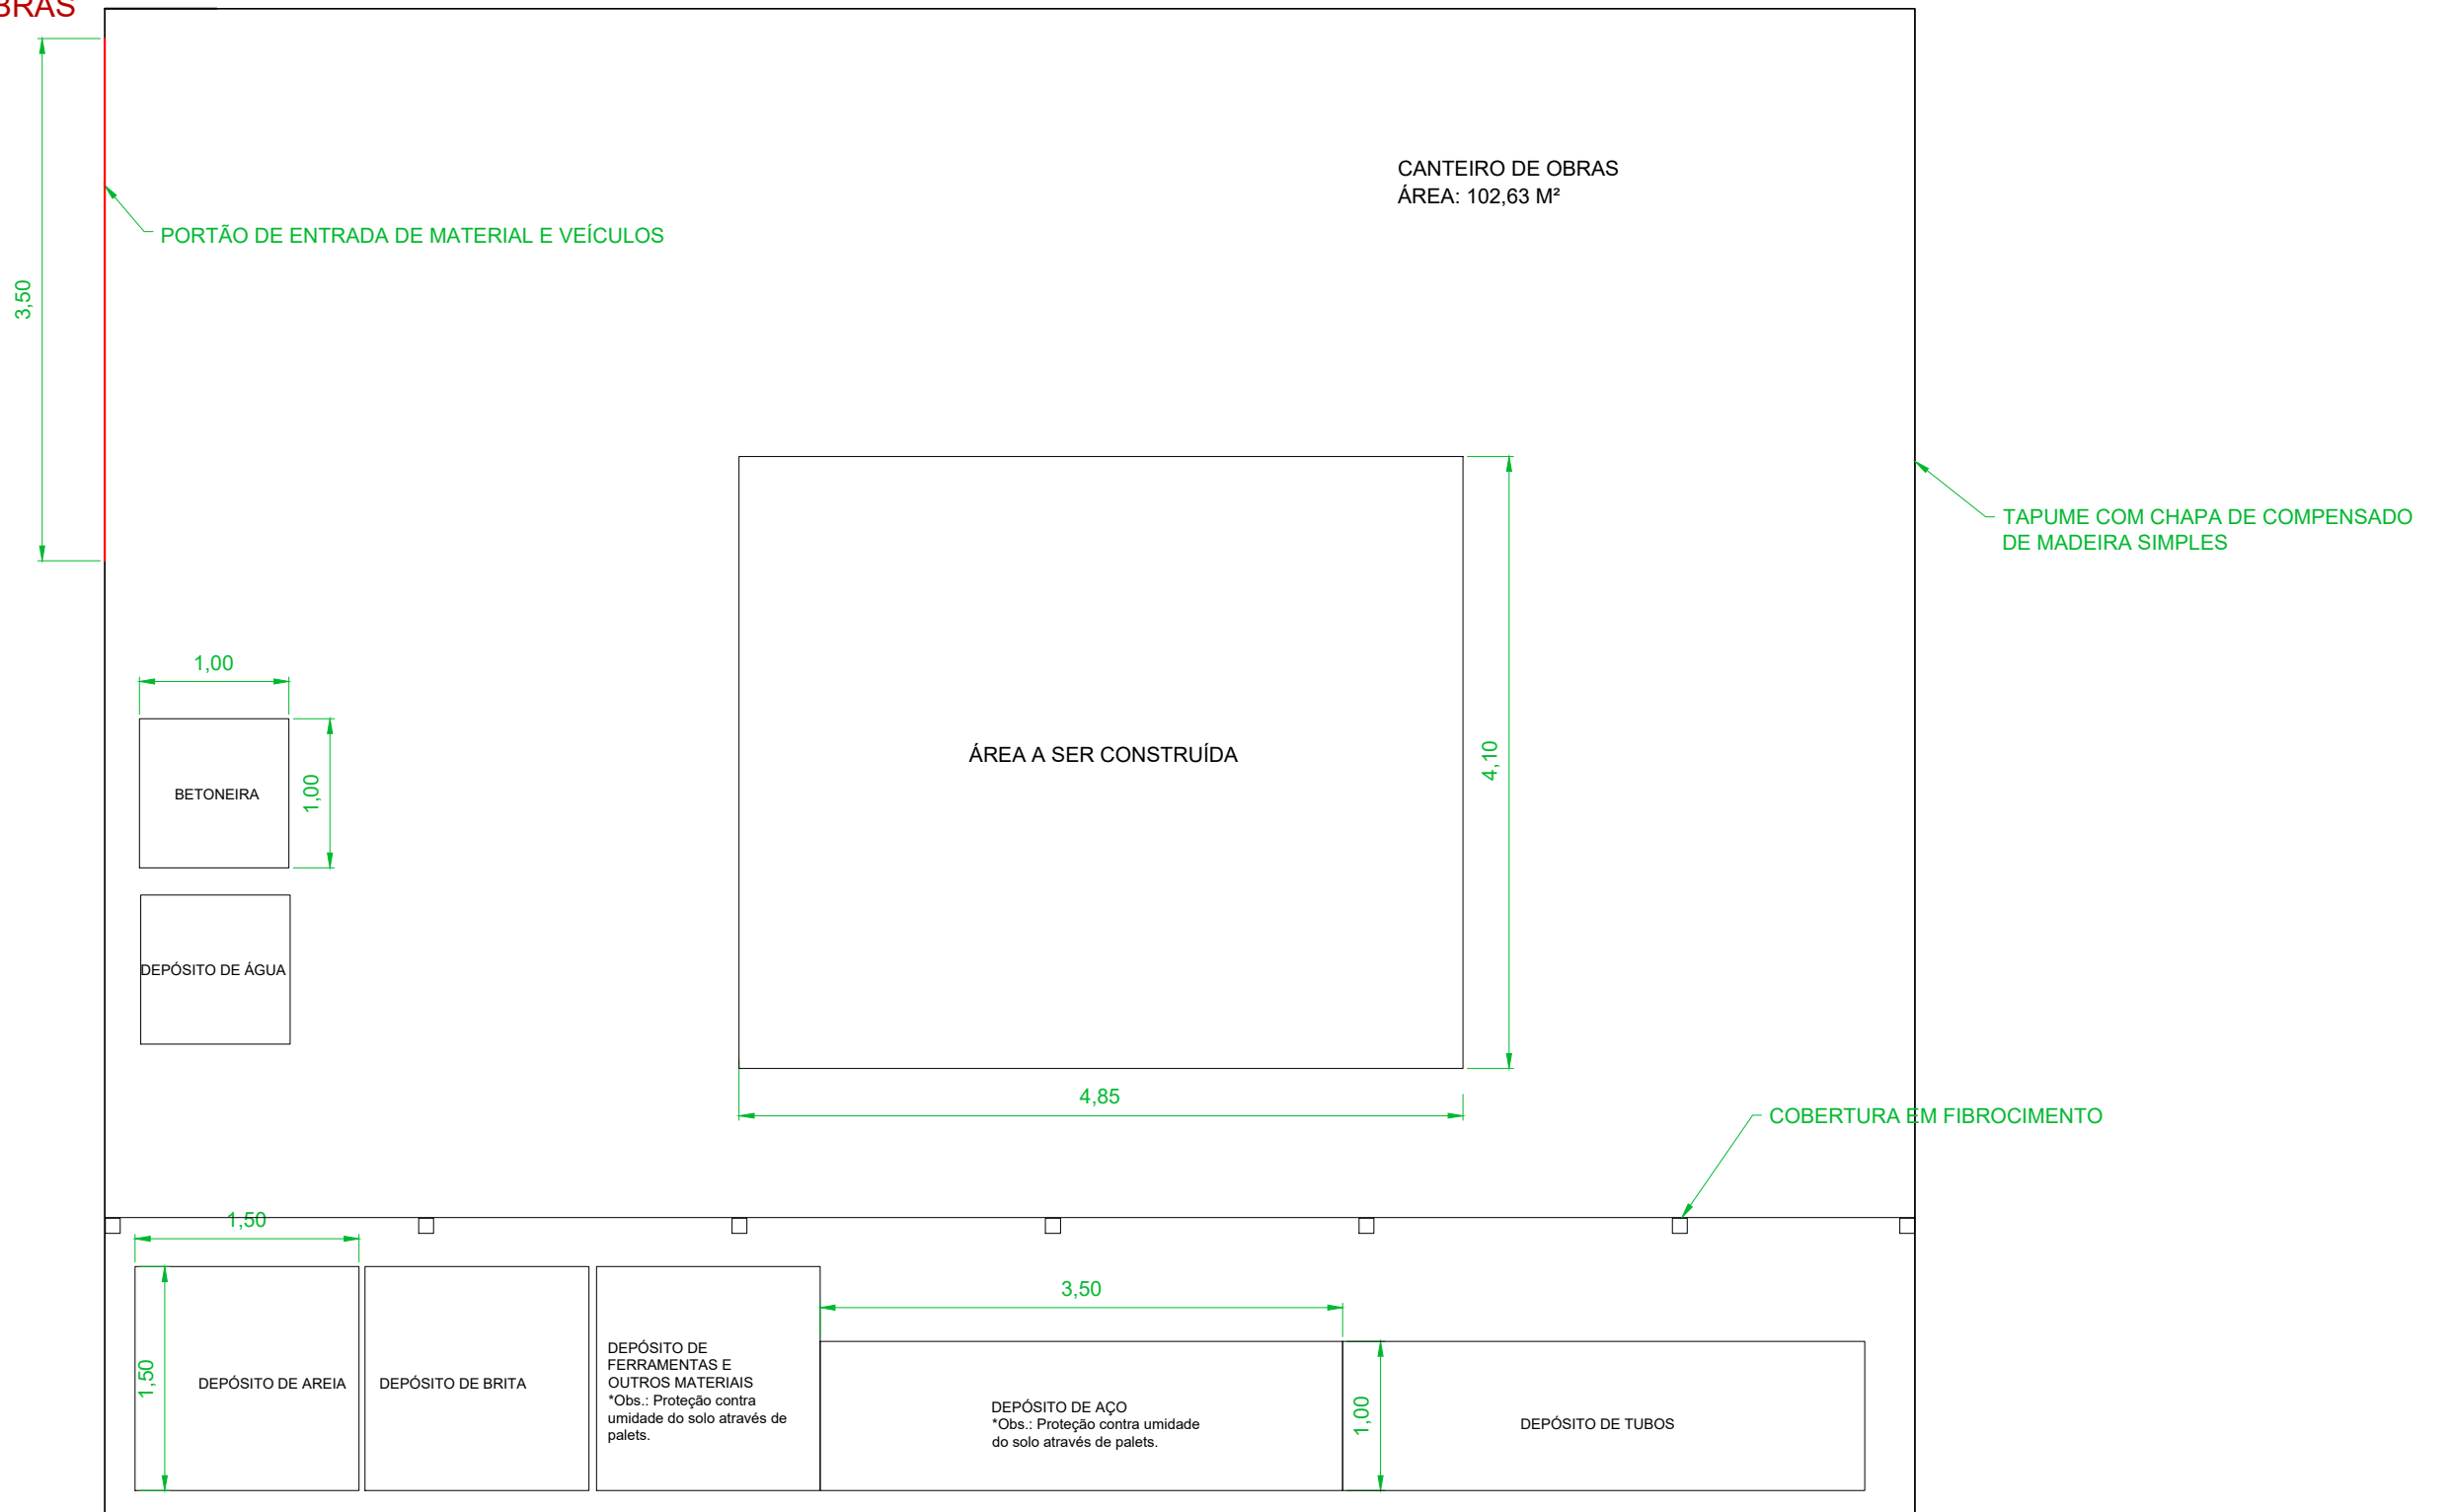 BRAS
CANTEIRO DE OBRAS
ÁREA: 102,63 M²
PORTÃO DE ENTRADA DE MATERIAL E VEÍCULOS
3,50
TAPUME COM CHAPA DE COMPENSADO
DE MADEIRA SIMPLES
1,00
BETONEIRA
1,00
ÁREA A SER CONSTRUÍDA
4,10
DEPÓSITO DE ÁGUA
4,85
COBERTURA EM FIBROCIMENTO
1,50
1,50
DEPÓSITO DE AREIA
DEPÓSITO DE BRITA
DEPÓSITO DE
FERRAMENTAS E
OUTROS MATERIAIS
*Obs.: Proteção contra
umidade do solo através de
palets.
3,50
DEPÓSITO DE AÇO
*Obs.: Proteção contra umidade
do solo através de palets.
1,00
DEPÓSITO DE TUBOS